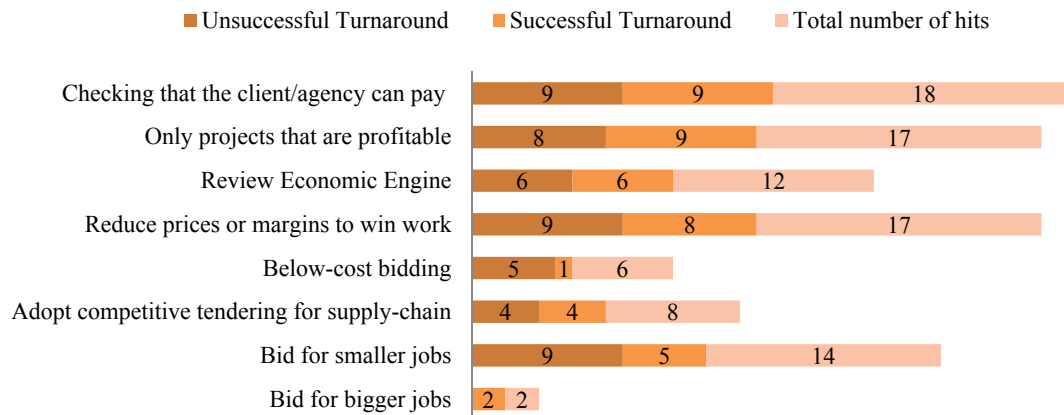 Unsuccessful Turnaround Successful Turnaround Total number of hits
Checking that the client/agency can pay 9 9 18
Only projects that are profitable 8 9 17
Review Economic Engine 6 6 12
Reduce prices or margins to win work 9 8 17
Below-cost bidding 5 1 6
Adopt competitive tendering for supply-chain 4 4 8
Bid for smaller jobs 9 5 14
Bid for bigger jobs 2 2